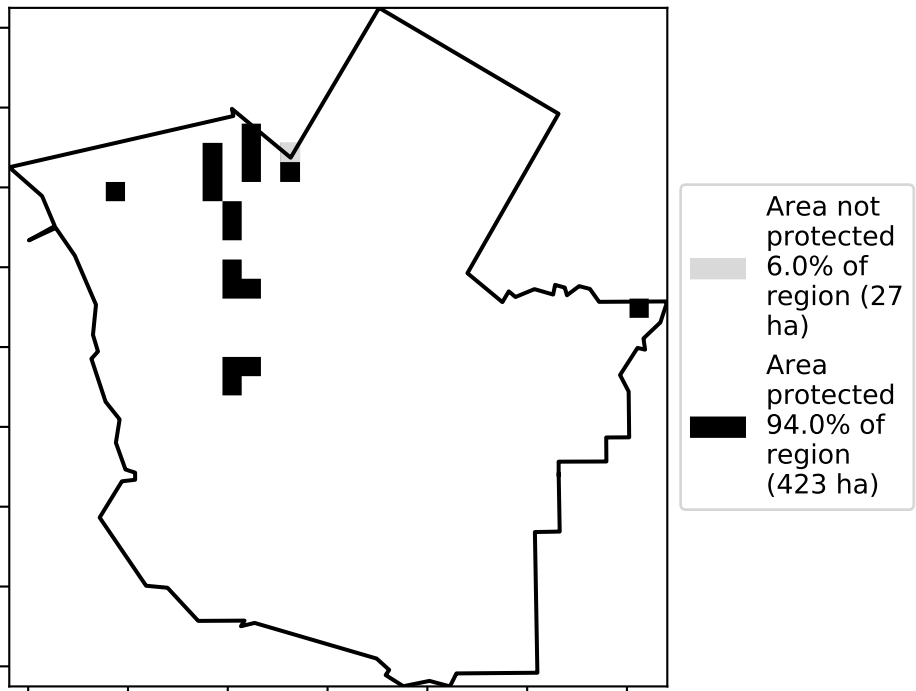 Area not
protected
6.0% of
region (27
ha)
Area
protected
94.0% of
region
(423 ha)